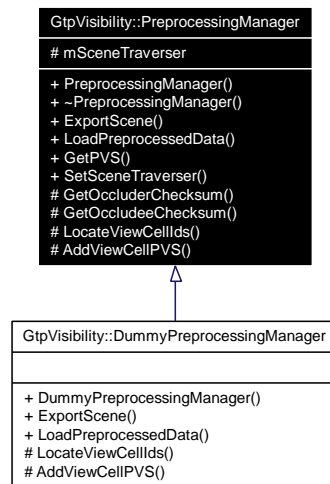 GtpVisibility::PreprocessingManager
# mSceneTraverser
+ PreprocessingManager()
+ ~PreprocessingManager()
+ ExportScene()
+ LoadPreprocessedData()
+ GetPVS()
+ SetSceneTraverser()
# GetOccluderChecksum()
# GetOccludeeChecksum()
# LocateViewCellIds()
# AddViewCellPVS()
GtpVisibility::DummyPreprocessingManager
+ DummyPreprocessingManager()
+ ExportScene()
+ LoadPreprocessedData()
# LocateViewCellIds()
# AddViewCellPVS()